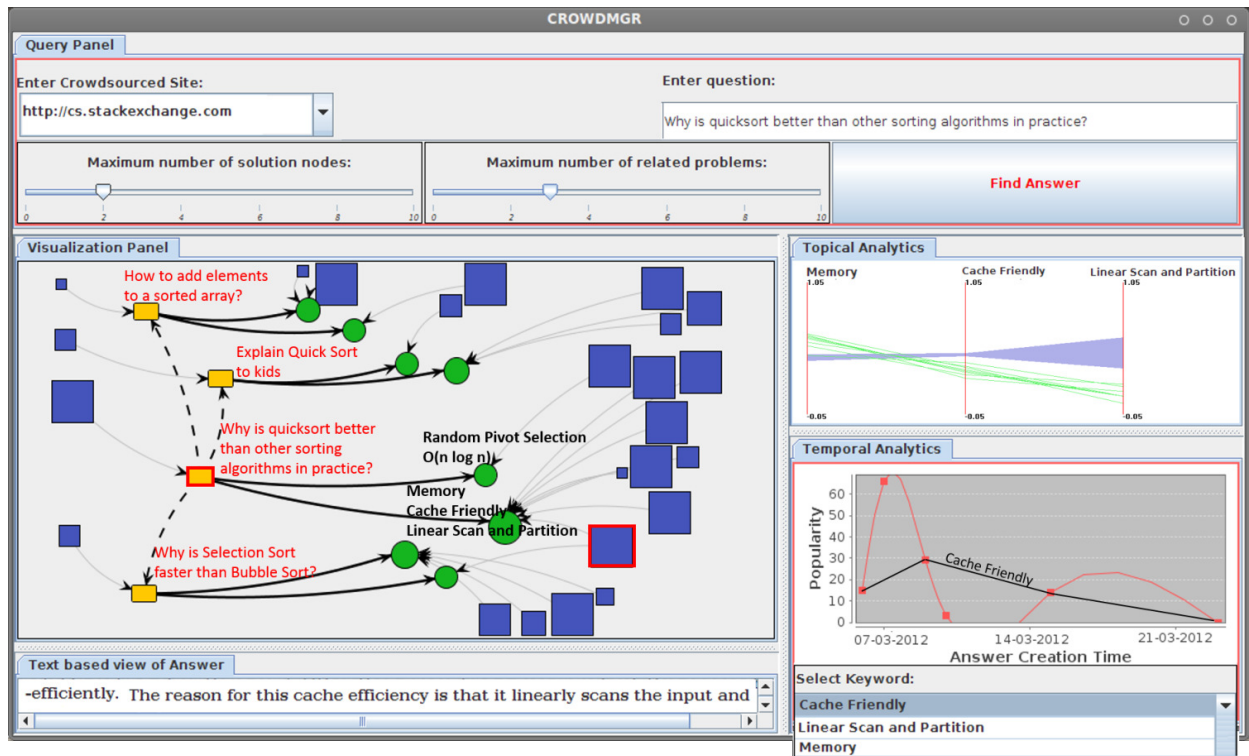 CROWDMGR
Query Panel
Enter Crowdsourced Site:
http://cs.stackexchange.com
Enter question:
Why is quicksort better than other sorting algorithms in practice?
Maximum number of solution nodes:
0 2 4 6 8 10
Maximum number of related problems:
0 2 4 6 8 10
Find Answer
Visualization Panel
How to add elements
to a sorted array?
Explain Quick Sort
to kids
Why is quicksort better
than other sorting
algorithms in practice?
Random Pivot Selection
O(n log n)
Memory
Cache Friendly
Linear Scan and Partition
Why is Selection Sort
faster than Bubble Sort?
Text based view of Answer
-efficiently. The reason for this cache efficiency is that it linearly scans the input and
Topical Analytics
Memory
1.05
-0.05
Cache Friendly
1.05
-0.05
Linear Scan and Partition
1.05
-0.05
Temporal Analytics
Popularity
60
50
40
30
20
10
0
Cache Friendly
07-03-2012 14-03-2012 21-03-2012
Answer Creation Time
Select Keyword:
Cache Friendly
Linear Scan and Partition
Memory